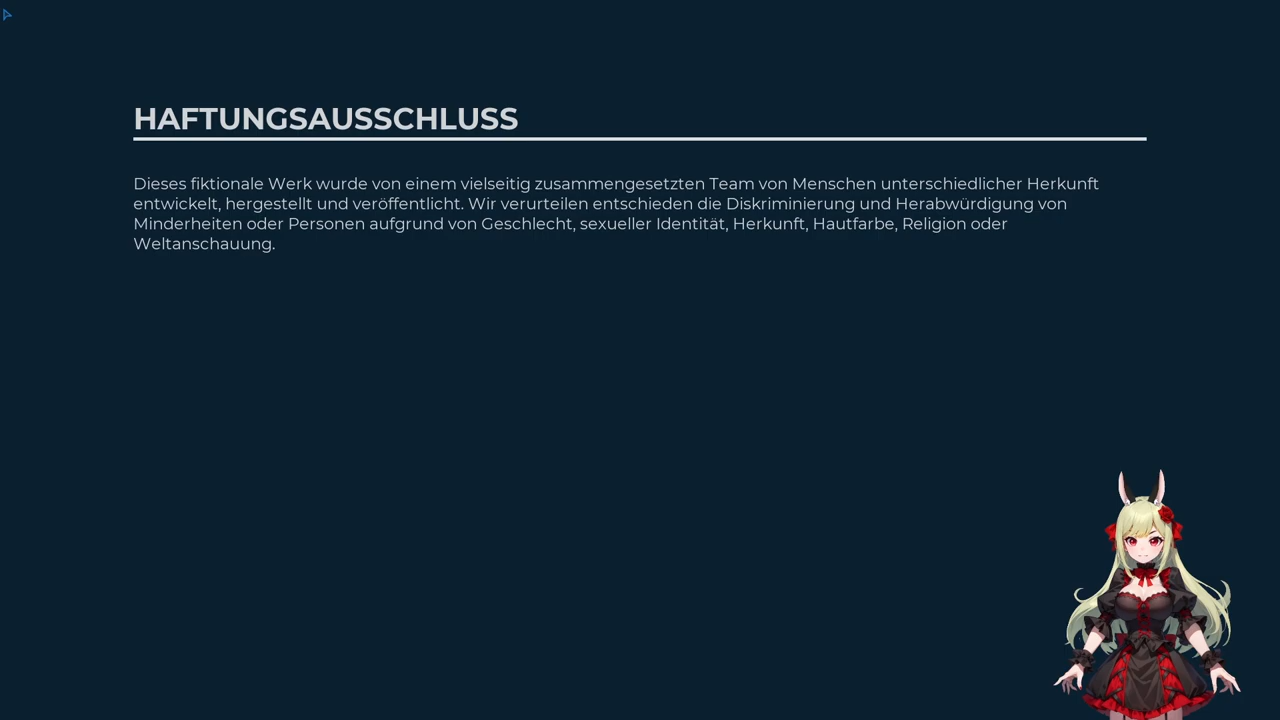 HAFTUNGSAUSSCHLUSS
Dieses fiktionale Werk wurde von einem vielseitig zusammengesetzten Team von Menschen unterschiedlicher Herkunft
entwickelt, hergestellt und veröffentlicht. Wir verurteilen entschieden die Diskriminierung und Herabwürdigung von
Minderheiten oder Personen aufgrund von Geschlecht, sexueller Identität, Herkunft, Hautfarbe, Religion oder
Weltanschauung.